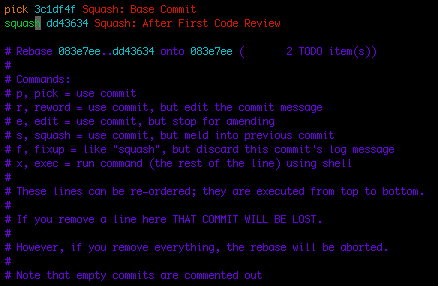 pick 3c1df4f Squash: Base Commit
squash dd43634 Squash: After First Code Review

# Rebase 083e7ee..dd43634 onto 083e7ee (       2 TODO item(s))
#
# Commands:
# p, pick = use commit
# r, reword = use commit, but edit the commit message
# e, edit = use commit, but stop for amending
# s, squash = use commit, but meld into previous commit
# f, fixup = like "squash", but discard this commit's log message
# x, exec = run command (the rest of the line) using shell
#
# These lines can be re-ordered; they are executed from top to bottom.
#
# If you remove a line here THAT COMMIT WILL BE LOST.
#
# However, if you remove everything, the rebase will be aborted.
#
# Note that empty commits are commented out